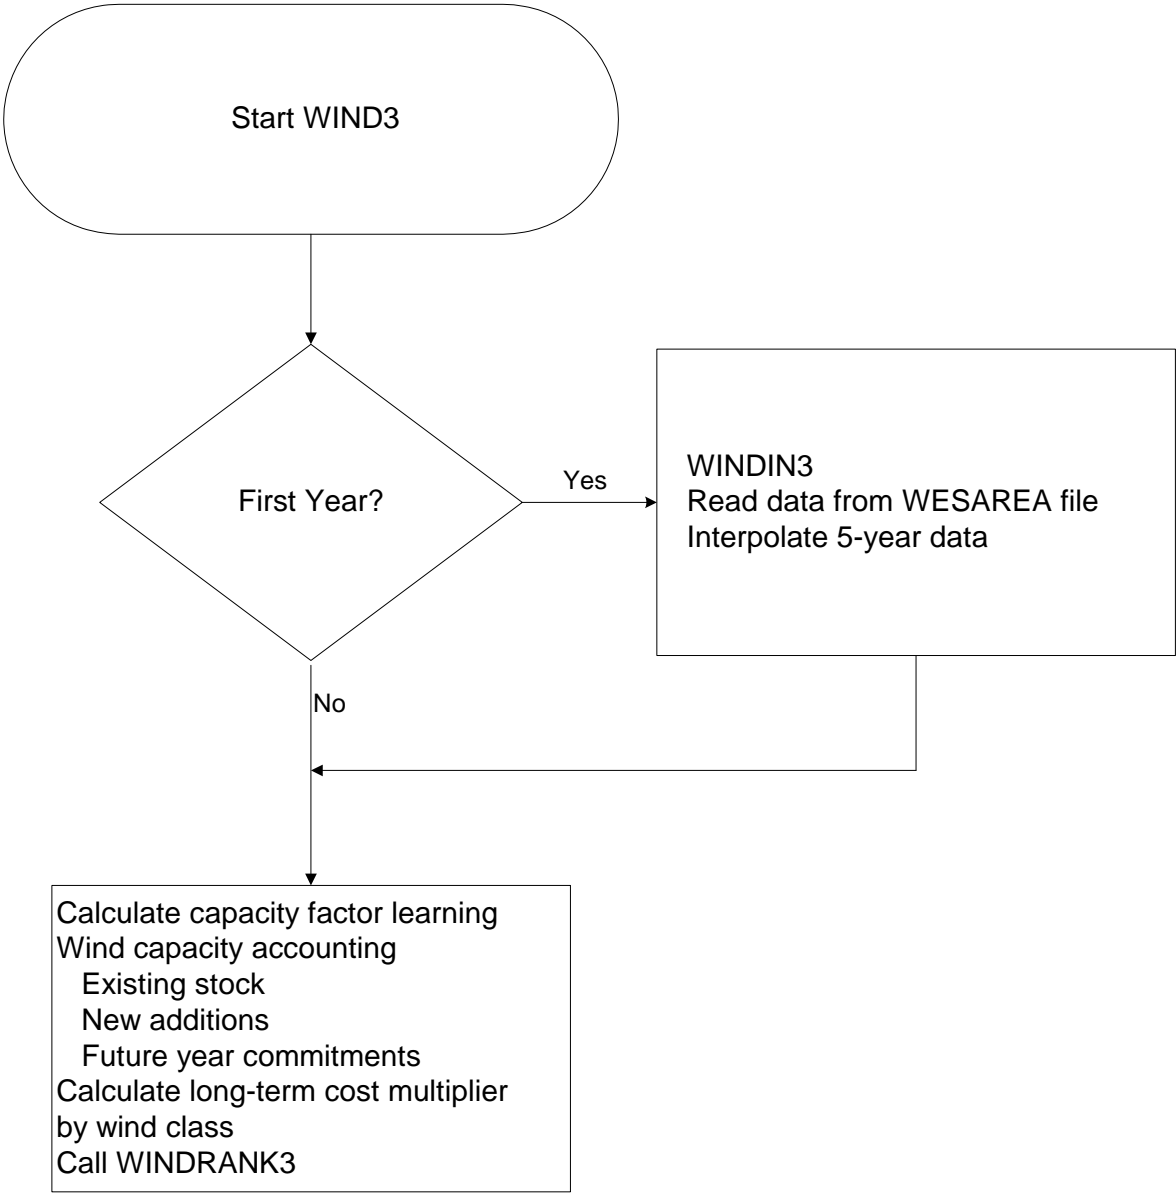 Start WIND3
First Year?
Yes
WINDIN3
Read data from WESAREA file
Interpolate 5-year data
No
Calculate capacity factor learning
Wind capacity accounting
Existing stock
New additions
Future year commitments
Calculate long-term cost multiplier
by wind class
Call WINDRANK3